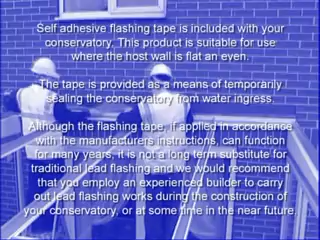 Self adhesive flashing tape is included with your
conservatory. This product is suitable for use
where the host wall is flat an even.
The tape is provided as a means of temporarily
sealing the conservatory from water ingress.
Although the flashing tape, if applied in accordance
with the manufacturers instructions, can function
for many years, it is not a long term substitute for
traditional lead flashing and we would recommend
that you employ an experienced builder to carry
out lead flashing works during the construction of
your conservatory, or at some time in the near future.